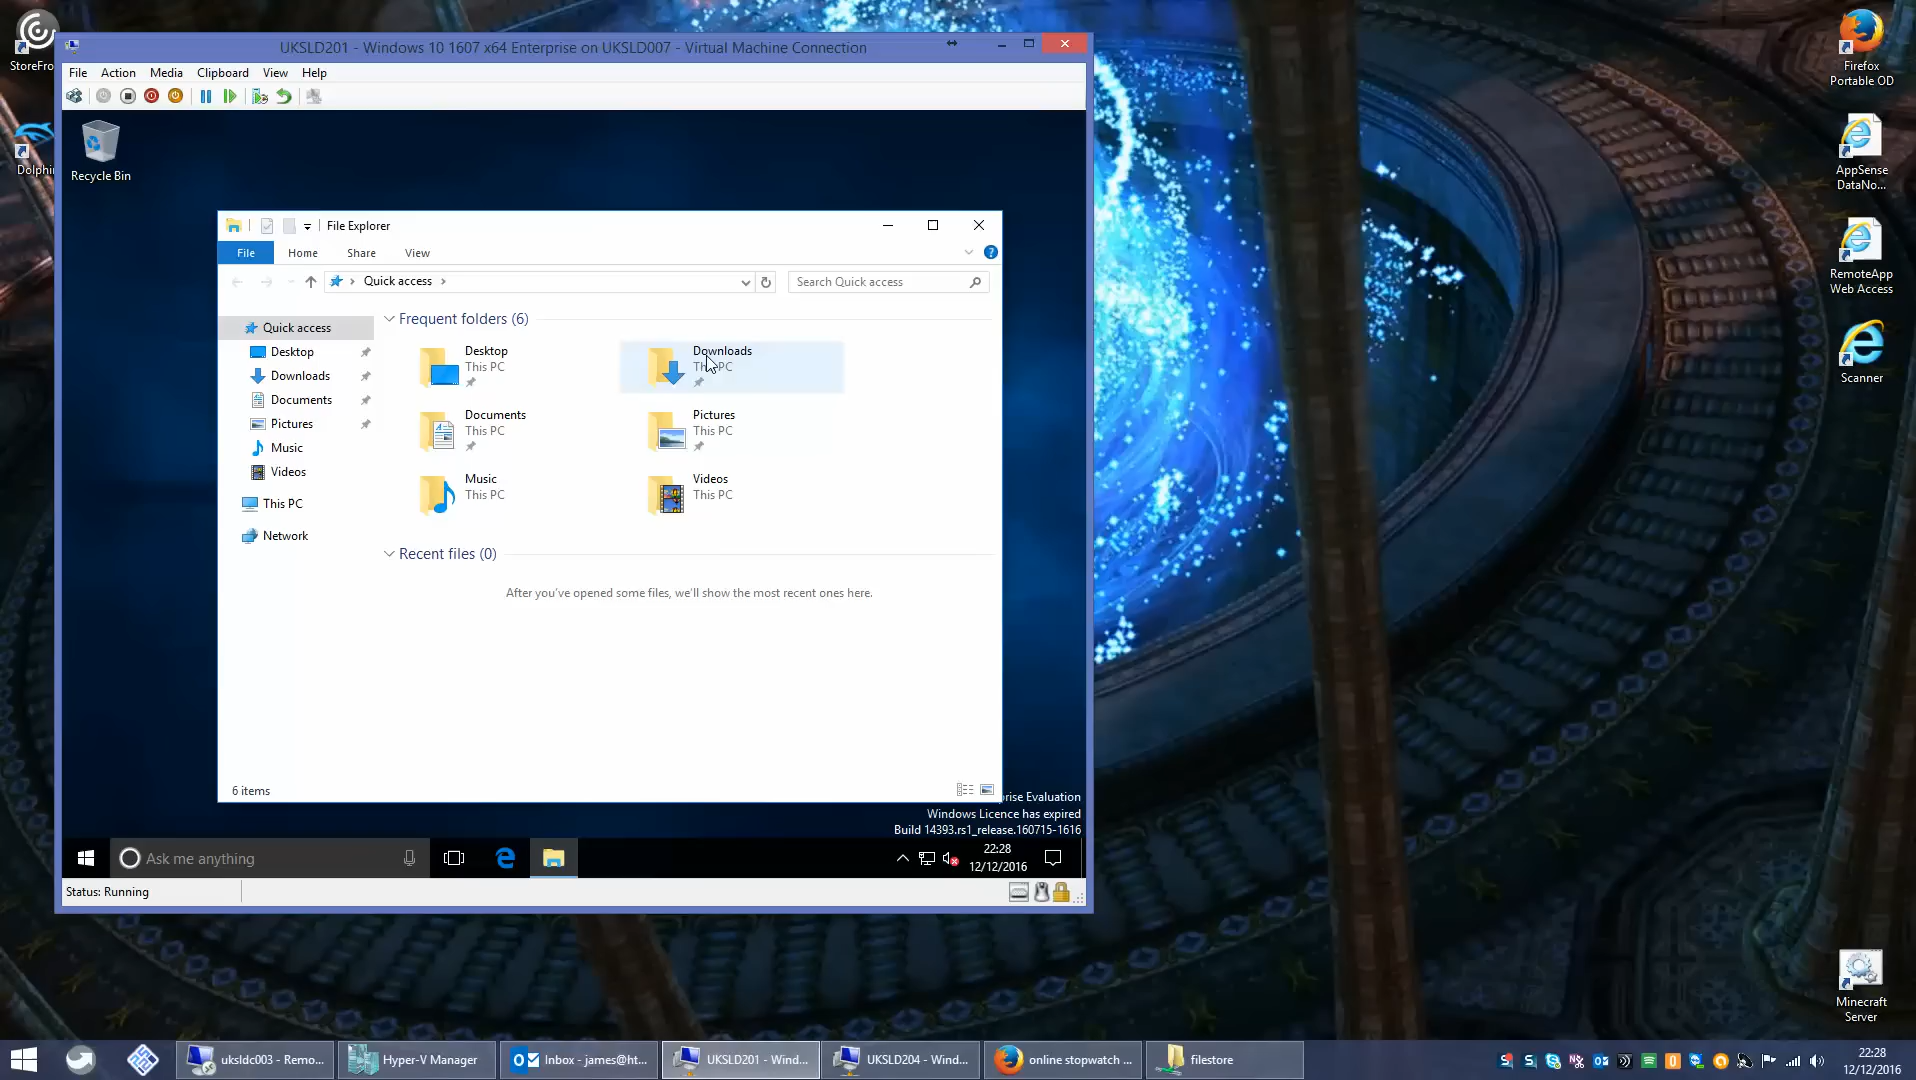 StoreFro
Dolphi
UKSLD201 - Windows 10 1607 x64 Enterprise on UKSLD007 - Virtual Machine Connection
File Action Media Clipboard View Help
Recycle Bin
File Explorer
File Home Share View
Quick access
Search Quick access
Quick access
Desktop
Downloads
Documents
Pictures
Music
Videos
This PC
Network
Frequent folders (6)
Desktop
This PC
Downloads
This PC
Documents
This PC
Pictures
This PC
Music
This PC
Videos
This PC
Recent files (0)
After you've opened some files, we'll show the most recent ones here.
6 items
prise Evaluation
Windows Licence has expired
Build 14393.rs1_release.160715-1616
Ask me anything
22:28
12/12/2016
Status: Running
Firefox
Portable OD
AppSense
DataNo...
RemoteApp
Web Access
Scanner
Minecraft
Server
uksldc003 - Remo...
Hyper-V Manager
Inbox - james@ht...
UKSLD201 - Wind...
UKSLD204 - Wind...
online stopwatch ...
filestore
22:28
12/12/2016